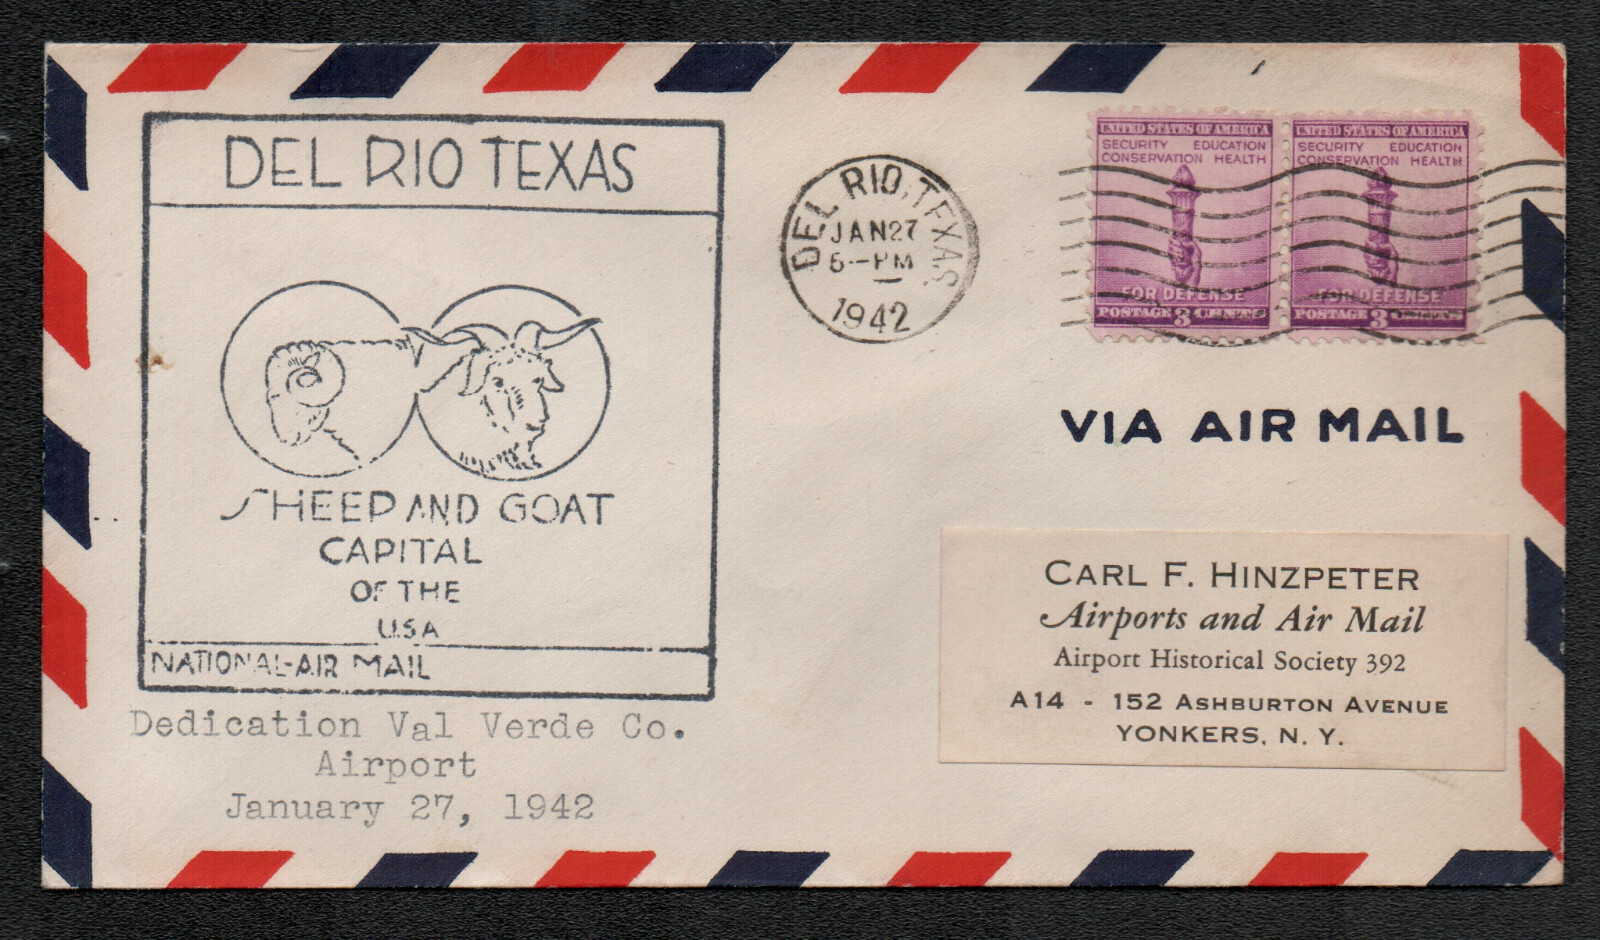 DEL RIO TEXAS
SHEEP AND GOAT
CAPITAL
OF THE
USA
NATIONAL-AIR MAIL
Dedication Val Verde Co.
Airport
January 27, 1942
DEL RIO, TEXAS.
JAN 27
-PM
1942
UNITED STATES OF AMERICA
SECURITY EDUCATION
CONSERVATION HEALTH
FOR DEFENSE
POSTAGE 3 CENTS
UNITED STATES OF AMERICA
SECURITY EDUCATION
CONSERVATION HEALTH
FOR DEFENSE
POSTAGE 3
VIA AIR MAIL
CARL F. HINZPETER
Airports and Air Mail
Airport Historical Society 392
A14 - 152 ASHBURTON AVENUE
YONKERS, N. Y.